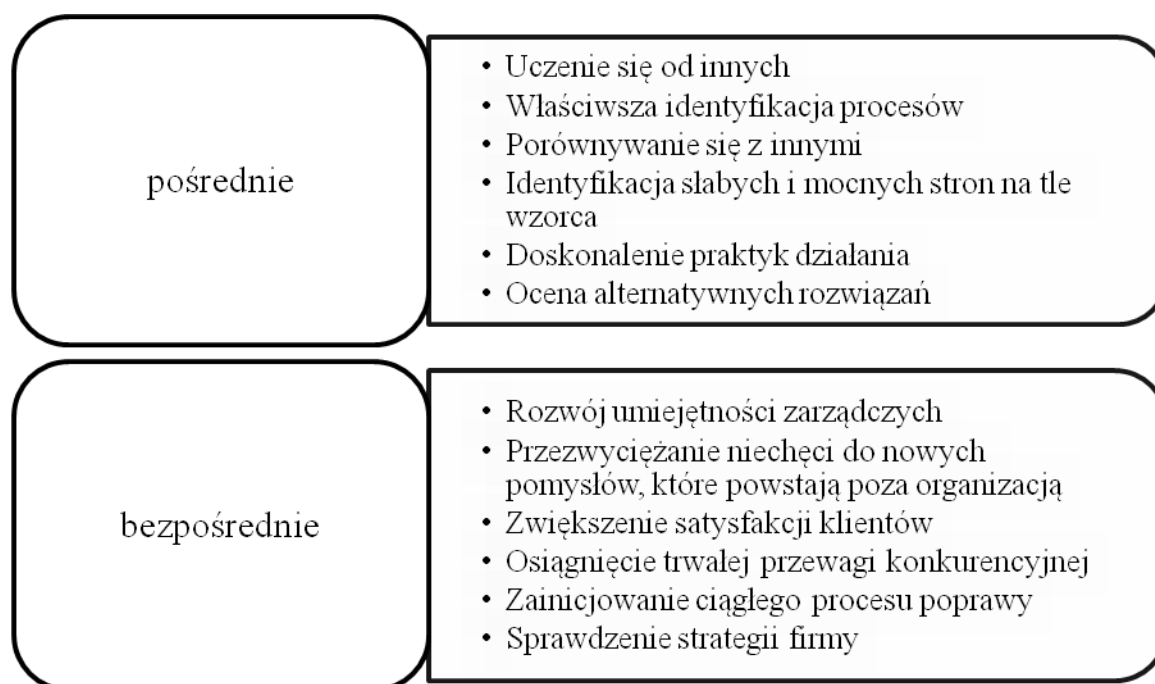 pośrednie
• Uczenie się od innych
• Właściwsza identyfikacja procesów
• Porównywanie się z innymi
• Identyfikacja słabych i mocnych stron na tle
wzorca
• Doskonalenie praktyk działania
• Ocena alternatywnych rozwiązań
bezpośrednie
• Rozwój umiejętności zarządczych
• Przezwyciężanie niechęci do nowych
pomysłów, które powstają poza organizacją
• Zwiększenie satysfakcji klientów
• Osiągnięcie trwałej przewagi konkurencyjnej
• Zainicjowanie ciągłego procesu poprawy
• Sprawdzenie strategii firmy